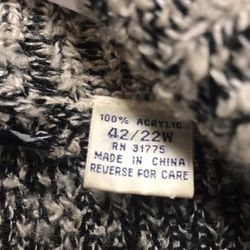 100% ACRYLIC
42/22W
RN 31775
MADE IN CHINA
REVERSE FOR CARE